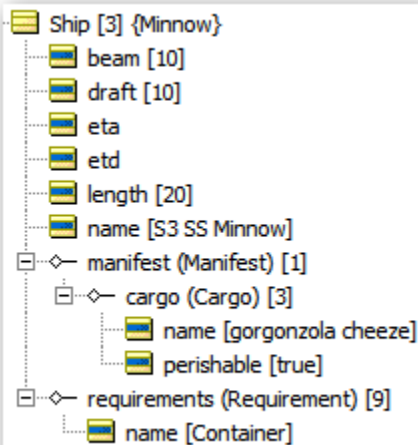 Ship [3] {Minnow}
beam [10]
draft [10]
eta
etd
length [20]
name [S3 SS Minnow]
manifest (Manifest) [1]
cargo (Cargo) [3]
name [gorgonzola cheeze]
perishable [true]
requirements (Requirement) [9]
name [Container]